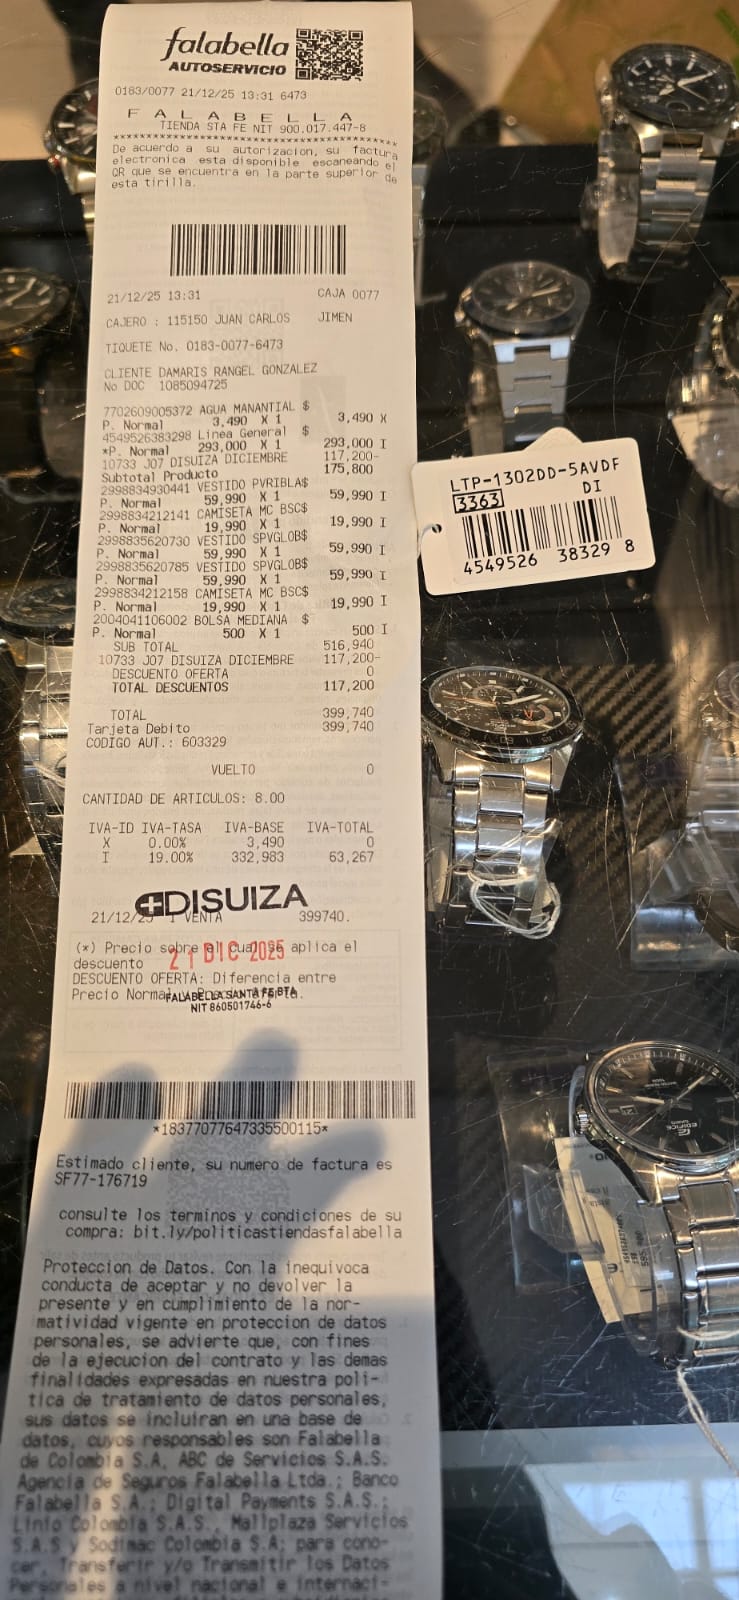 falabella
AUTOSERVICIO
0183/0077 21/12/25 13:31 6473
F A L A B E L L A
TIENDA STA FE NIT 900.017.447-8
****************************************
De acuerdo a su autorizacion, su factura
electronica esta disponible escaneando el
QR que se encuentra en la parte superior de
esta tirilla.
21/12/25 13:31 CAJA 0077
CAJERO : 115150 JUAN CARLOS JIMEN
TIQUETE No. 0183-0077-6473
CLIENTE DAMARIS RANGEL GONZALEZ
No DOC 1085094725
7702609005372 AGUA MANANTIAL $
P. Normal 3,490 X 1 3,490 X
4549526383298 Linea General $
*P. Normal 293,000 X 1 293,000 I
10733 J07 DISUIZA DICIEMBRE 117,200-
Subtotal Producto 175,800
2998834930441 VESTIDO PVRIBLA$
P. Normal 59,990 X 1 59,990 I
2998834212141 CAMISETA MC BSC$
P. Normal 19,990 X 1 19,990 I
2998835620730 VESTIDO SPVGLOB$
P. Normal 59,990 X 1 59,990 I
2998835620785 VESTIDO SPVGLOB$
P. Normal 59,990 X 1 59,990 I
2998834212158 CAMISETA MC BSC$
P. Normal 19,990 X 1 19,990 I
2004041106002 BOLSA MEDIANA $
P. Normal 500 X 1 500 I
SUB TOTAL 516,940
10733 J07 DISUIZA DICIEMBRE 117,200-
DESCUENTO OFERTA 0
TOTAL DESCUENTOS 117,200
TOTAL 399,740
Tarjeta Debito 399,740
CODIGO AUT.: 603329
VUELTO 0
CANTIDAD DE ARTICULOS: 8.00
IVA-ID IVA-TASA IVA-BASE IVA-TOTAL
X 0.00% 3,490 0
I 19.00% 332,983 63,267
DISUIZA
21/12/25 1 VENTA 399740.
(*) Precio sobre el cual se aplica el
descuento
21 DIC 2025
DESCUENTO OFERTA: Diferencia entre
Precio Normal
FALABELLA SANTA FE BTA
NIT 860501746-6
*18377077647335500115*
Estimado cliente, su numero de factura es
SF77-176719
consulte los terminos y condiciones de su
compra: bit.ly/politicastiendasfalabella
Proteccion de Datos. Con la inequivoca
conducta de aceptar y no devolver la
presente y en cumplimiento de la nor-
matividad vigente en proteccion de datos
personales, se advierte que, con fines
de la ejecucion del contrato y las demas
finalidades expresadas en nuestra poli-
tica de tratamiento de datos personales,
sus datos se incluiran en una base de
datos, cuyos responsables son Falabella
de Colombia S.A, ABC de Servicios S.A.S.
Agencia de Seguros Falabella Ltda.; Banco
Falabella S.A.; Digital Payments S.A.S.;
Linio Colombia S.A.S., Mallplaza Servicios
S.A.S y Sodimac Colombia S.A; para cono-
cer, Transferir y/o Transmitir los Datos
Personales a nivel nacional e internaci-
LTP-1302DD-5AVDF
3363 DI
4549526 38329 8
EDIFICE